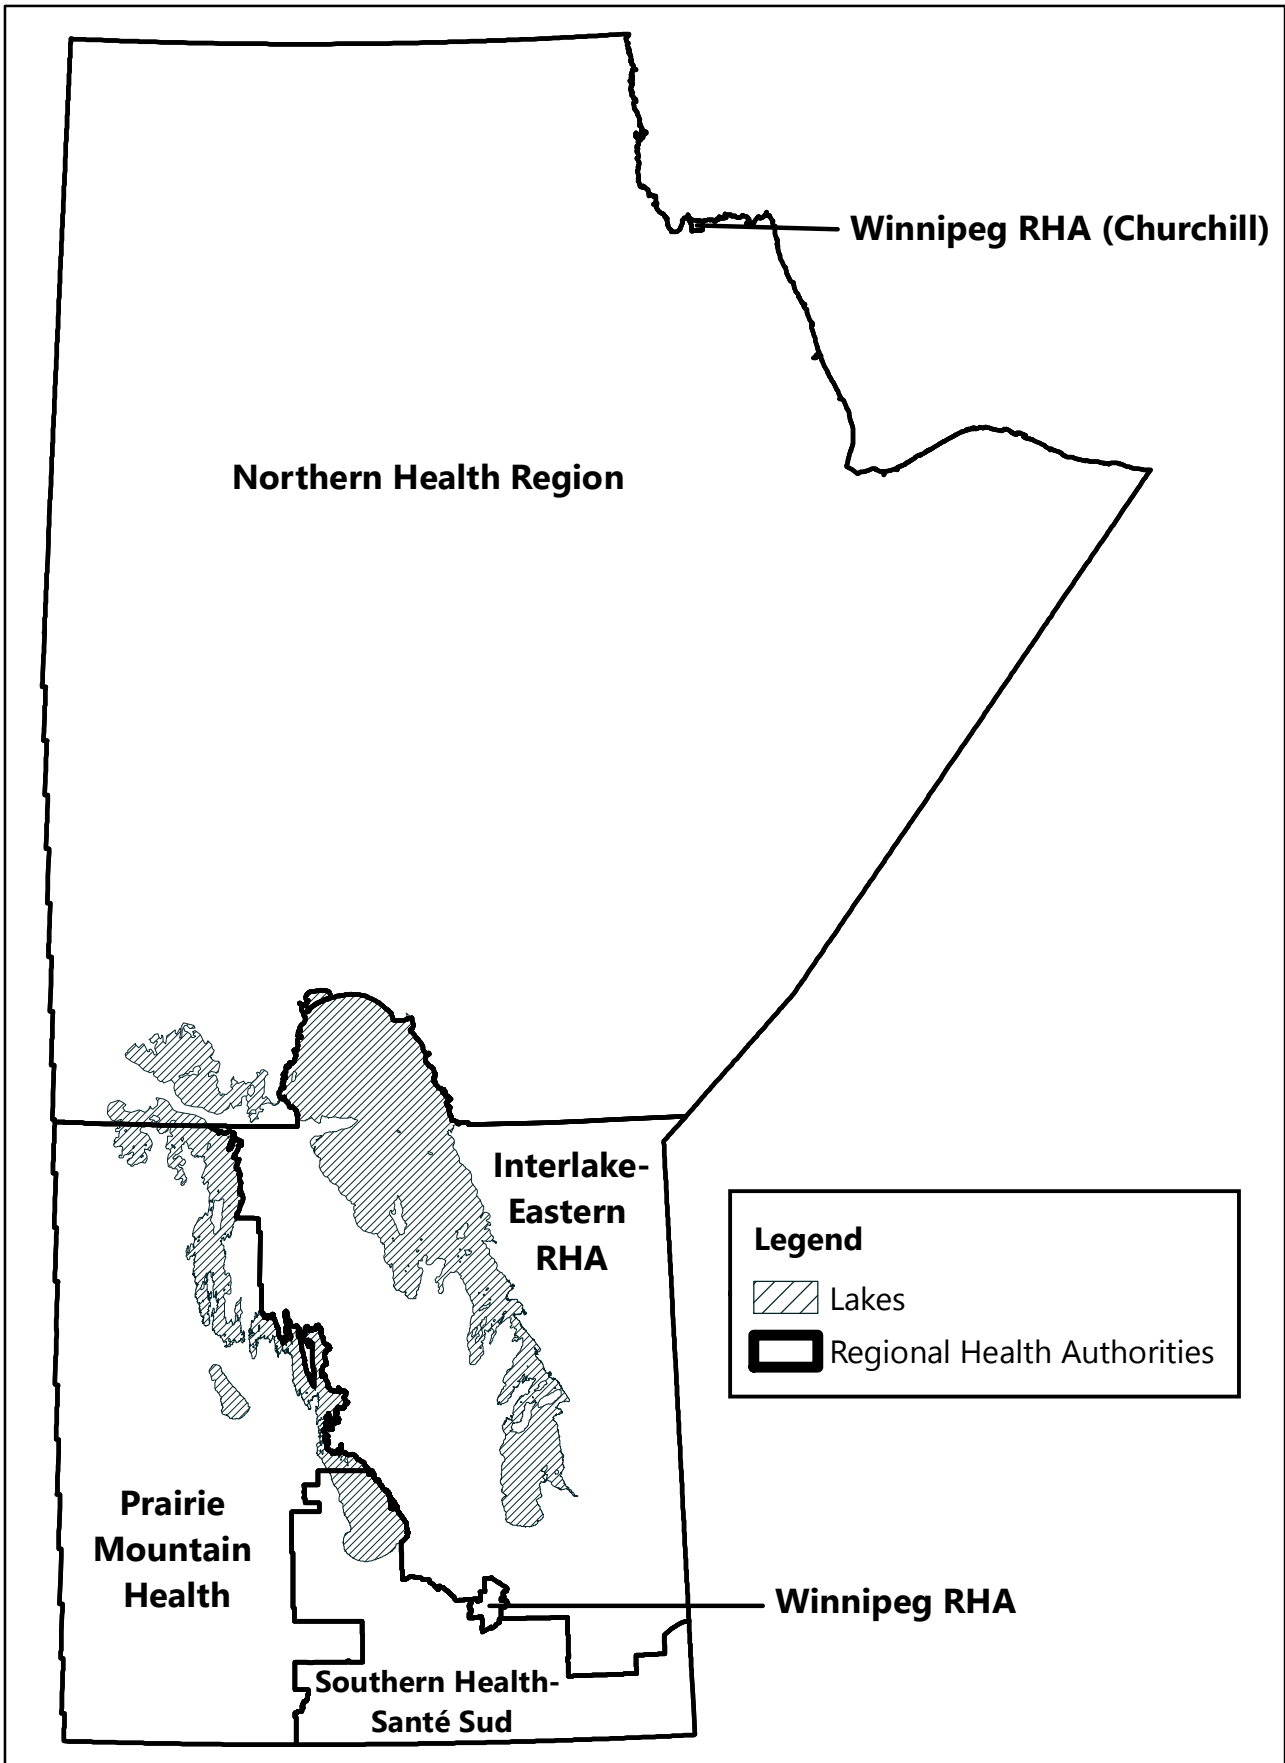 Winnipeg RHA (Churchill)
Northern Health Region
Interlake-
Eastern
RHA
Legend
Lakes
Regional Health Authorities
Prairie
Mountain
Health
Winnipeg RHA
Southern Health-
Santé Sud